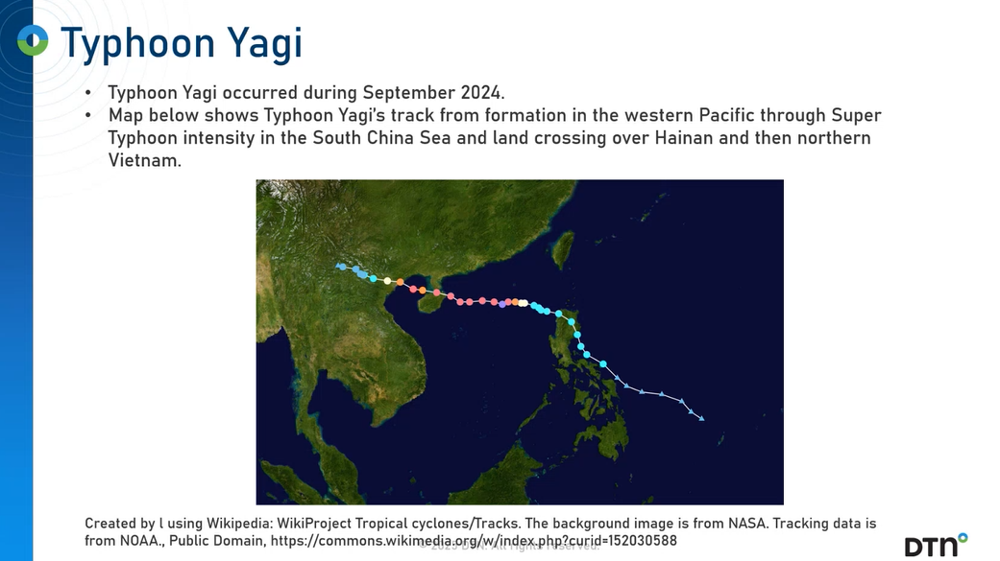 Typhoon Yagi
• Typhoon Yagi occurred during September 2024.
• Map below shows Typhoon Yagi's track from formation in the western Pacific through Super
Typhoon intensity in the South China Sea and land crossing over Hainan and then northern
Vietnam.
Created by l using Wikipedia: WikiProject Tropical cyclones/Tracks. The background image is from NASA. Tracking data is
from NOAA., Public Domain, https://commons.wikimedia.org/w/index.php?curid=152030588
DTN. All rights reserved.
DTN